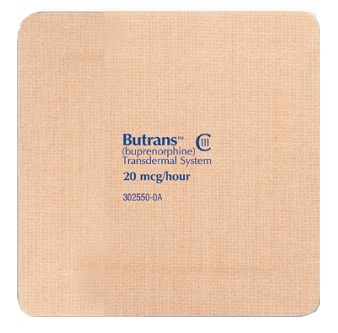 Butrans™ CIII
(buprenorphine)
Transdermal System
20 mcg/hour
302550-0A